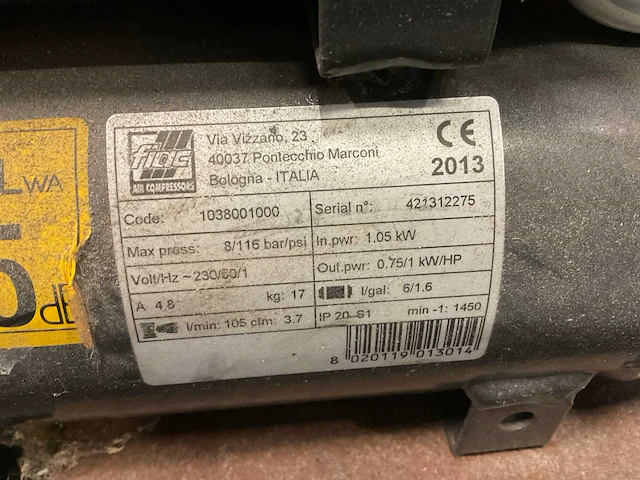 LWA
5
dB
fiac
AIR COMPRESSORS
Via Vizzano, 23
40037 Pontecchio Marconi
Bologna - ITALIA
CE
2013
Code: 1038001000
Serial n°: 421312275
Max press: 8/116 bar/psi
In.pwr: 1.05 kW
Volt/Hz ~230/50/1
Out.pwr: 0.75/1 kW/HP
A 4.8 kg: 17
l/gal: 6/1.6
l/min: 105 cfm: 3.7
IP 20 S1 min -1: 1450
8 020119 013014